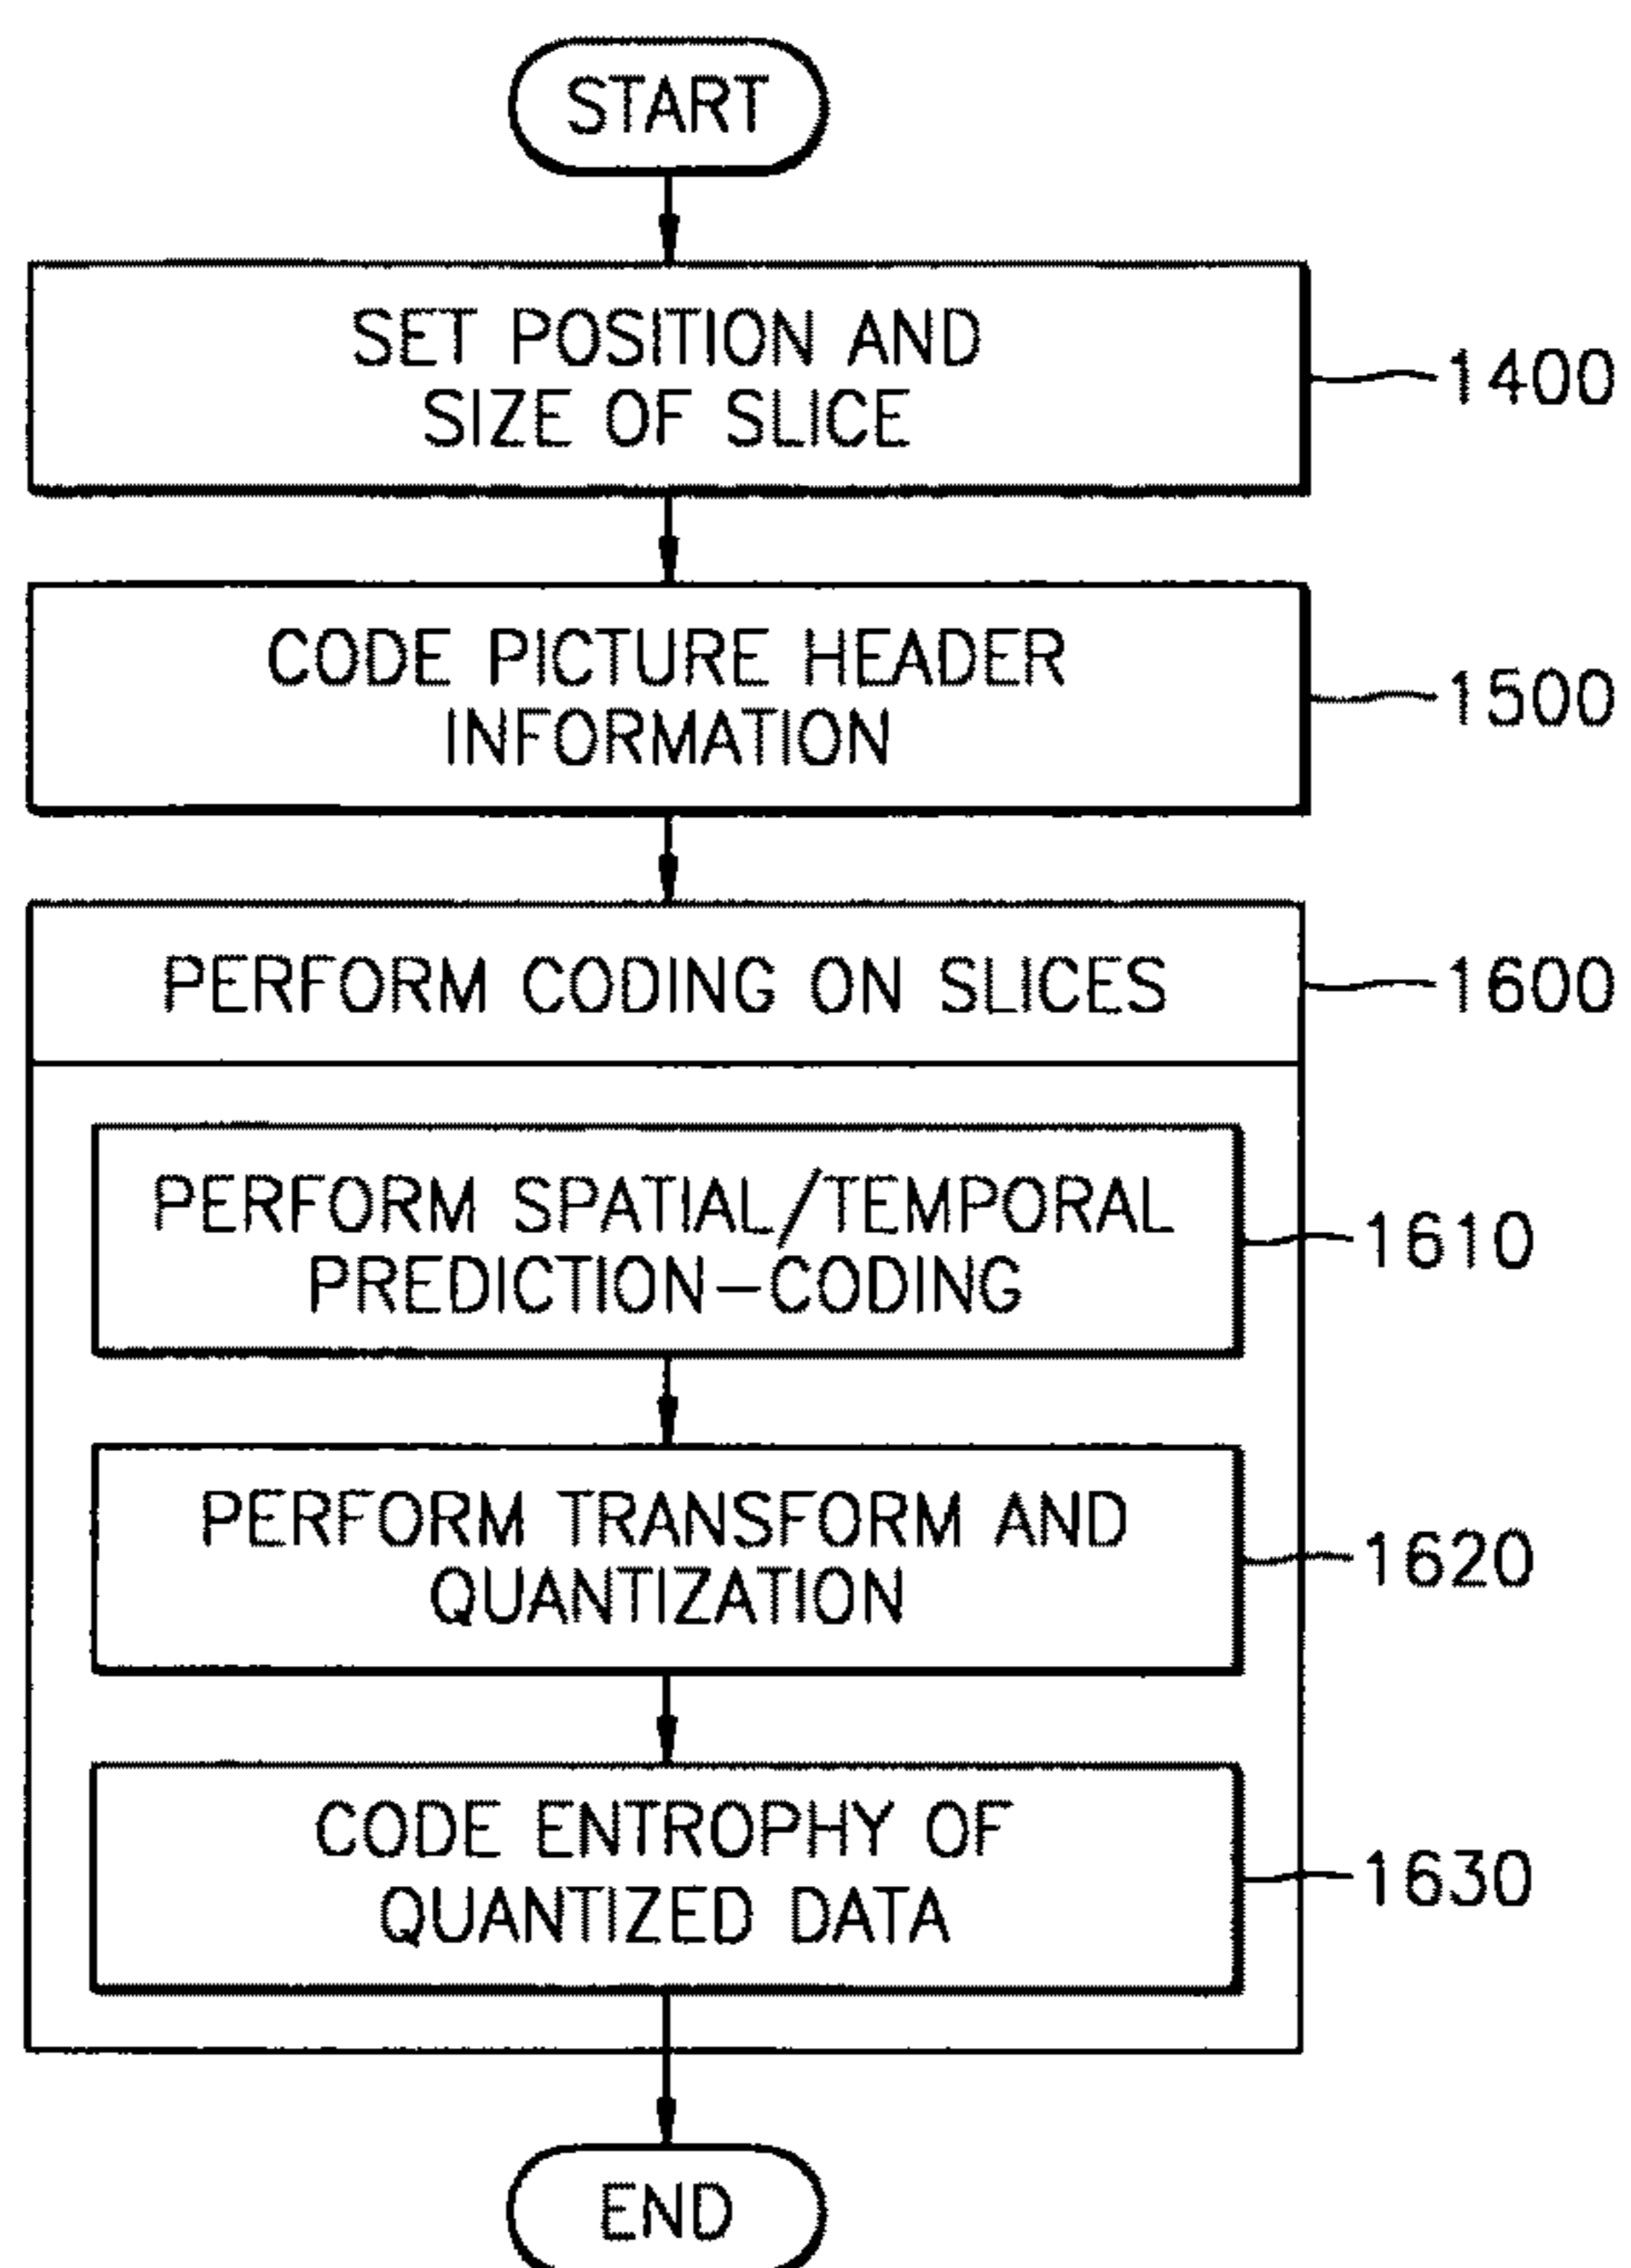 START
SET POSITION AND
SIZE OF SLICE
1400
CODE PICTURE HEADER
INFORMATION
1500
PERFORM CODING ON SLICES
1600
PERFORM SPATIAL/TEMPORAL
PREDICTION-CODING
1610
PERFORM TRANSFORM AND
QUANTIZATION
1620
CODE ENTROPHY OF
QUANTIZED DATA
1630
END